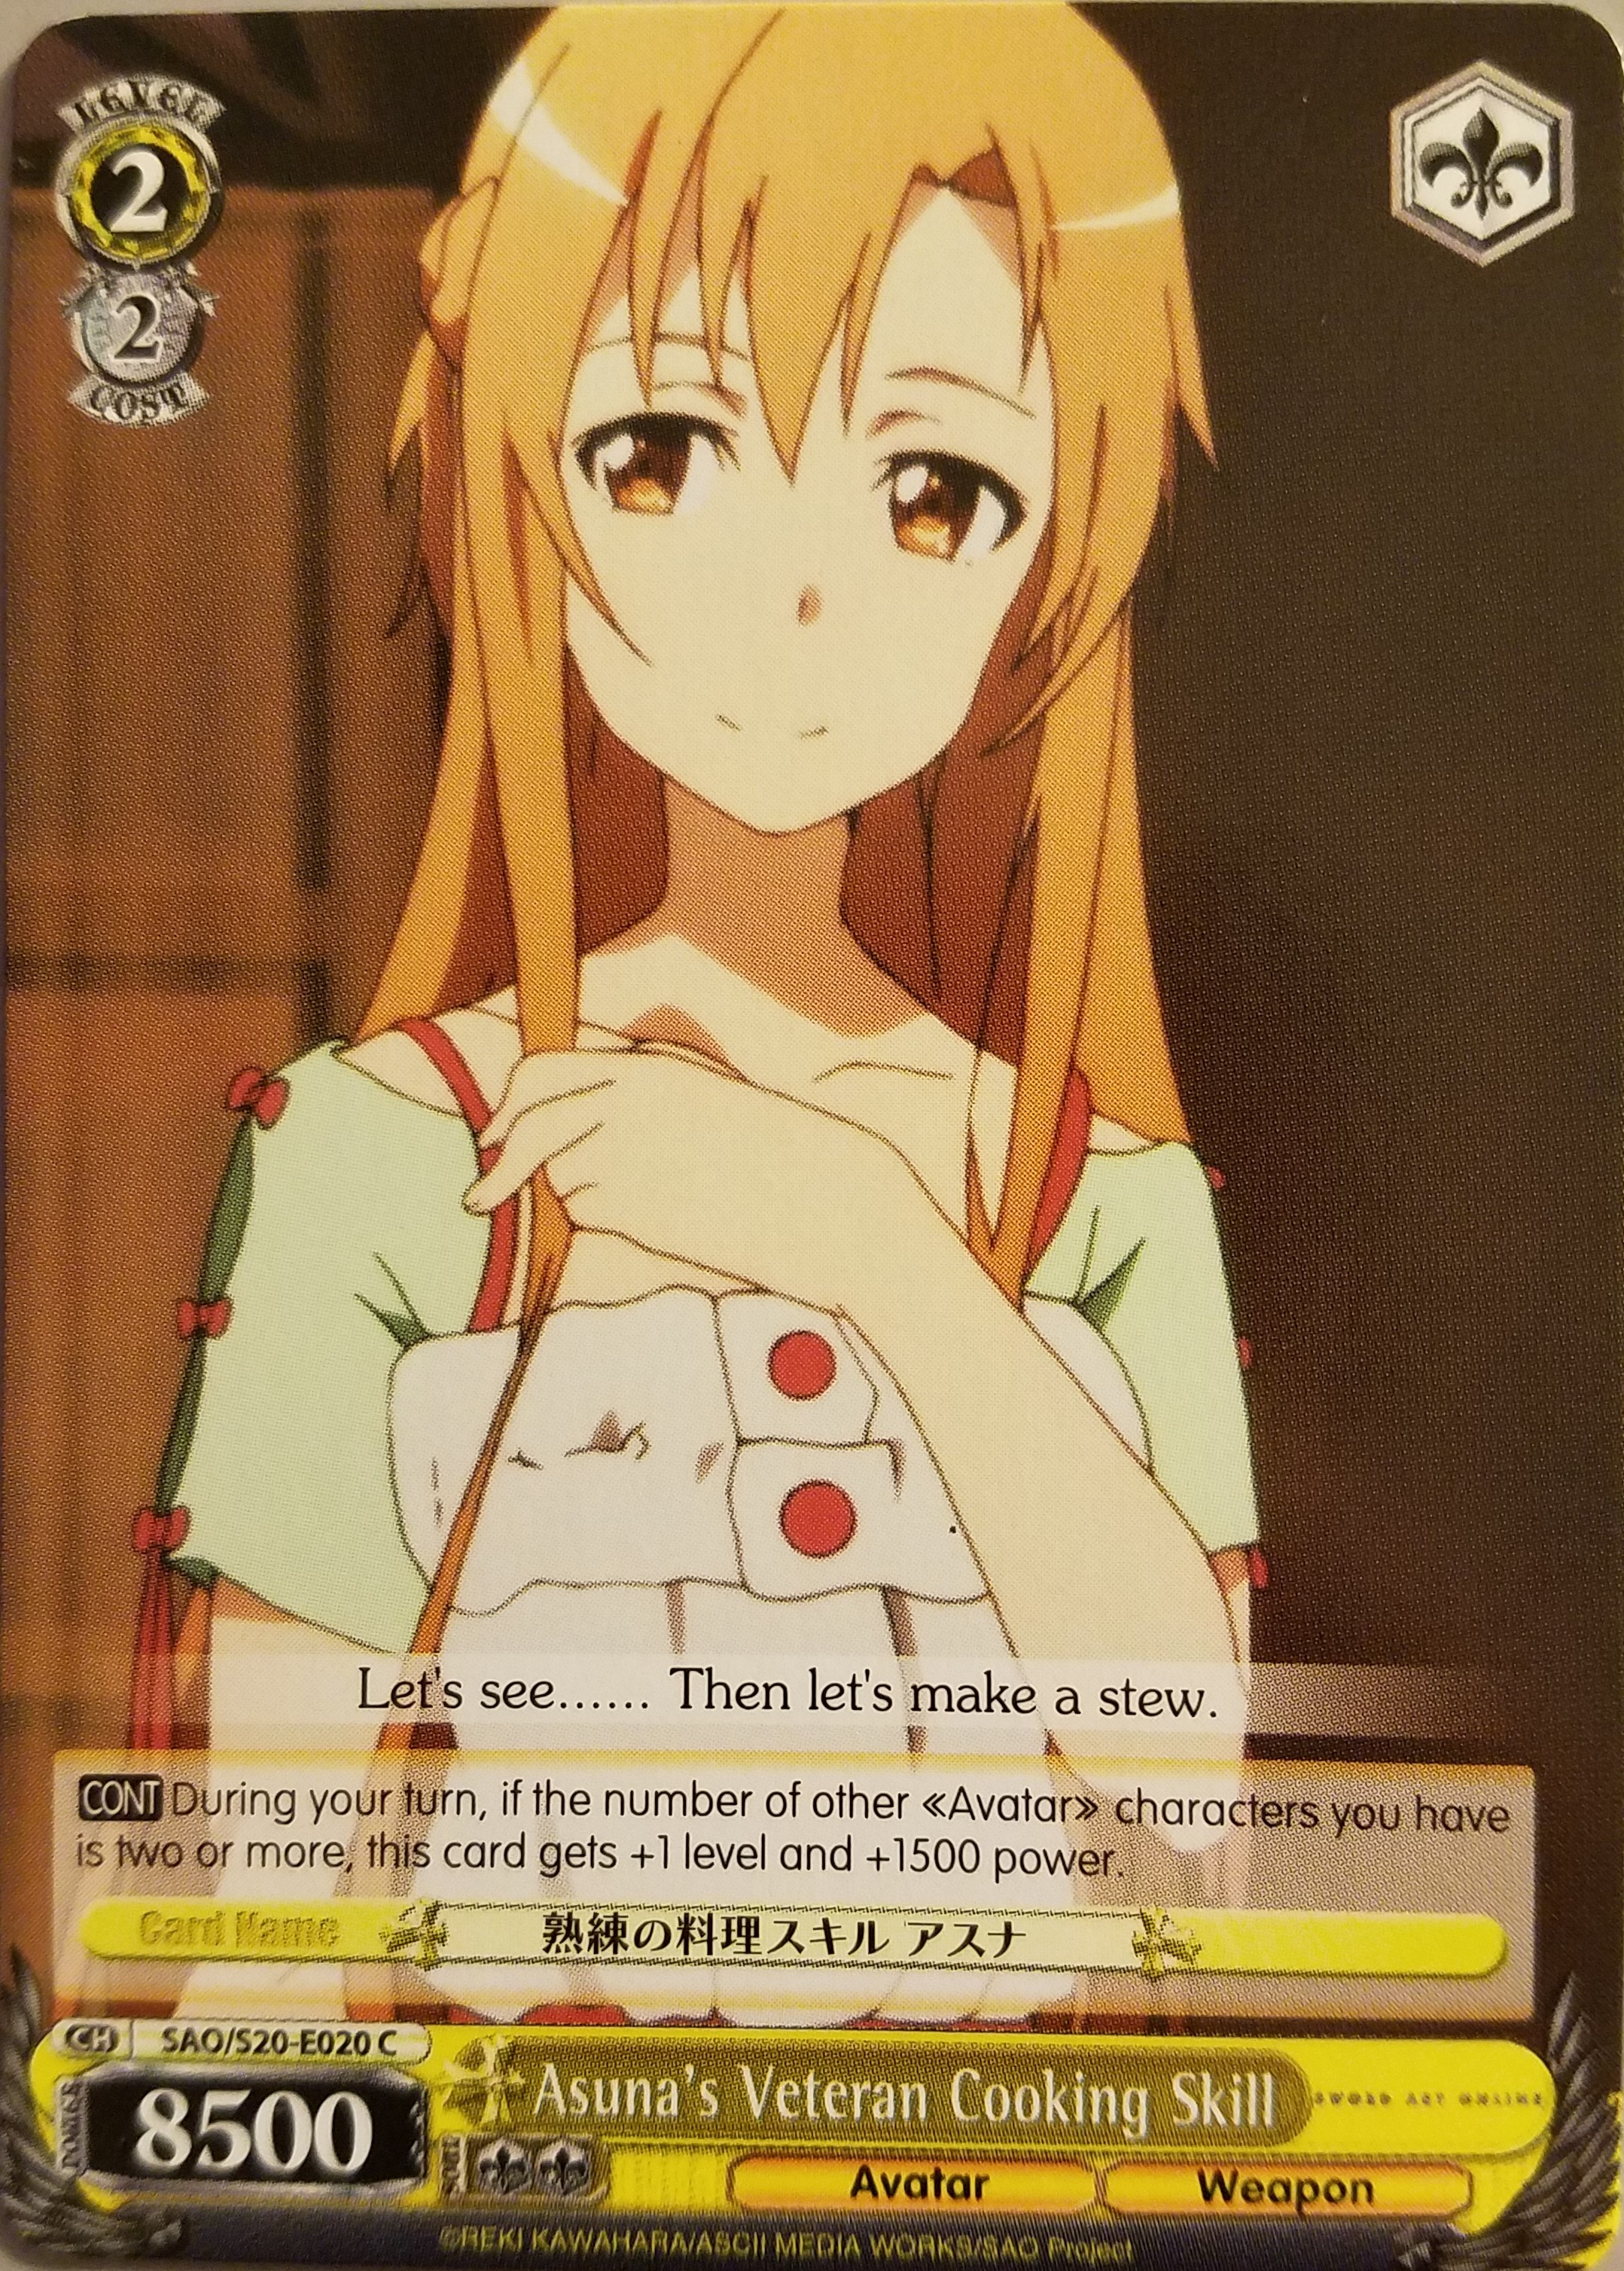 LEVEL
2
2
COST
Let's see...... Then let's make a stew.
CONT During your turn, if the number of other «Avatar» characters you have
is two or more, this card gets +1 level and +1500 power.
Card Name 熟練の料理スキル アスナ
CH SAO/S20-E020 C
POWER 8500
Asuna's Veteran Cooking Skill SWORD ART ONLINE
SOUL
Avatar Weapon
©REKI KAWAHARA/ASCII MEDIA WORKS/SAO Project